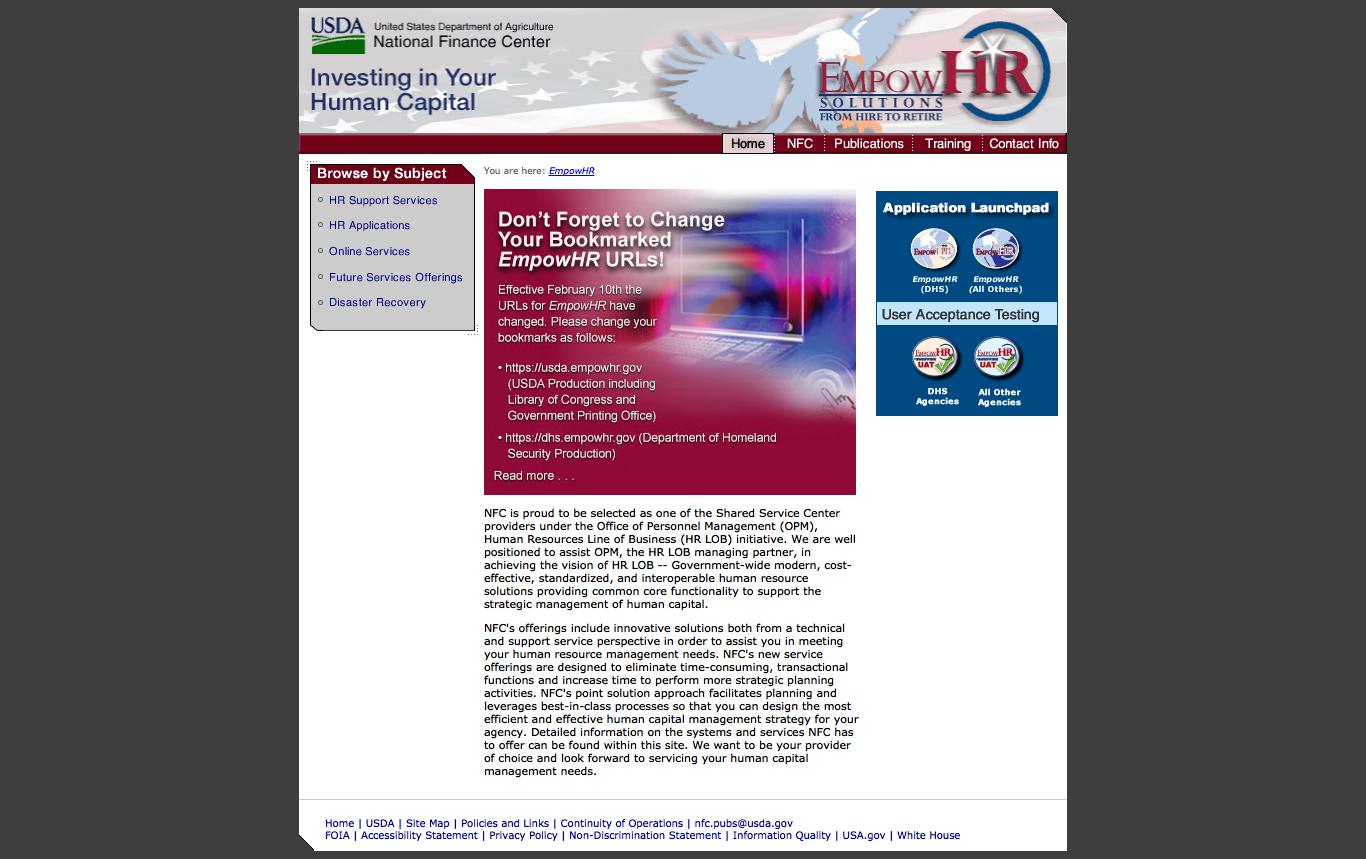 USDA
United States Department of Agriculture
National Finance Center
Investing in Your
Human Capital
EMPOWHR
SOLUTIONS
FROM HIRE TO RETIRE
Home NFC Publications Training Contact Info
Browse by Subject
HR Support Services
HR Applications
Online Services
Future Services Offerings
Disaster Recovery
You are here: EmpowHR
Don't Forget to Change
Your Bookmarked
EmpowHR URLs!
Effective February 10th the
URLs for EmpowHR have
changed. Please change your
bookmarks as follows:
• https://usda.empowhr.gov
(USDA Production including
Library of Congress and
Government Printing Office)
• https://dhs.empowhr.gov (Department of Homeland
Security Production)
Read more . . .
NFC is proud to be selected as one of the Shared Service Center
providers under the Office of Personnel Management (OPM),
Human Resources Line of Business (HR LOB) initiative. We are well
positioned to assist OPM, the HR LOB managing partner, in
achieving the vision of HR LOB -- Government-wide modern, cost-
effective, standardized, and interoperable human resource
solutions providing common core functionality to support the
strategic management of human capital.
NFC's offerings include innovative solutions both from a technical
and support service perspective in order to assist you in meeting
your human resource management needs. NFC's new service
offerings are designed to eliminate time-consuming, transactional
functions and increase time to perform more strategic planning
activities. NFC's point solution approach facilitates planning and
leverages best-in-class processes so that you can design the most
efficient and effective human capital management strategy for your
agency. Detailed information on the systems and services NFC has
to offer can be found within this site. We want to be your provider
of choice and look forward to servicing your human capital
management needs.
Application Launchpad
EMPOWHR EMPOWHR
EmpowHR EmpowHR
(DHS) (All Others)
User Acceptance Testing
EMPOWHR EMPOWHR
UAT UAT
DHS All Other
Agencies Agencies
Home | USDA | Site Map | Policies and Links | Continuity of Operations | nfc.pubs@usda.gov
FOIA | Accessibility Statement | Privacy Policy | Non-Discrimination Statement | Information Quality | USA.gov | White House